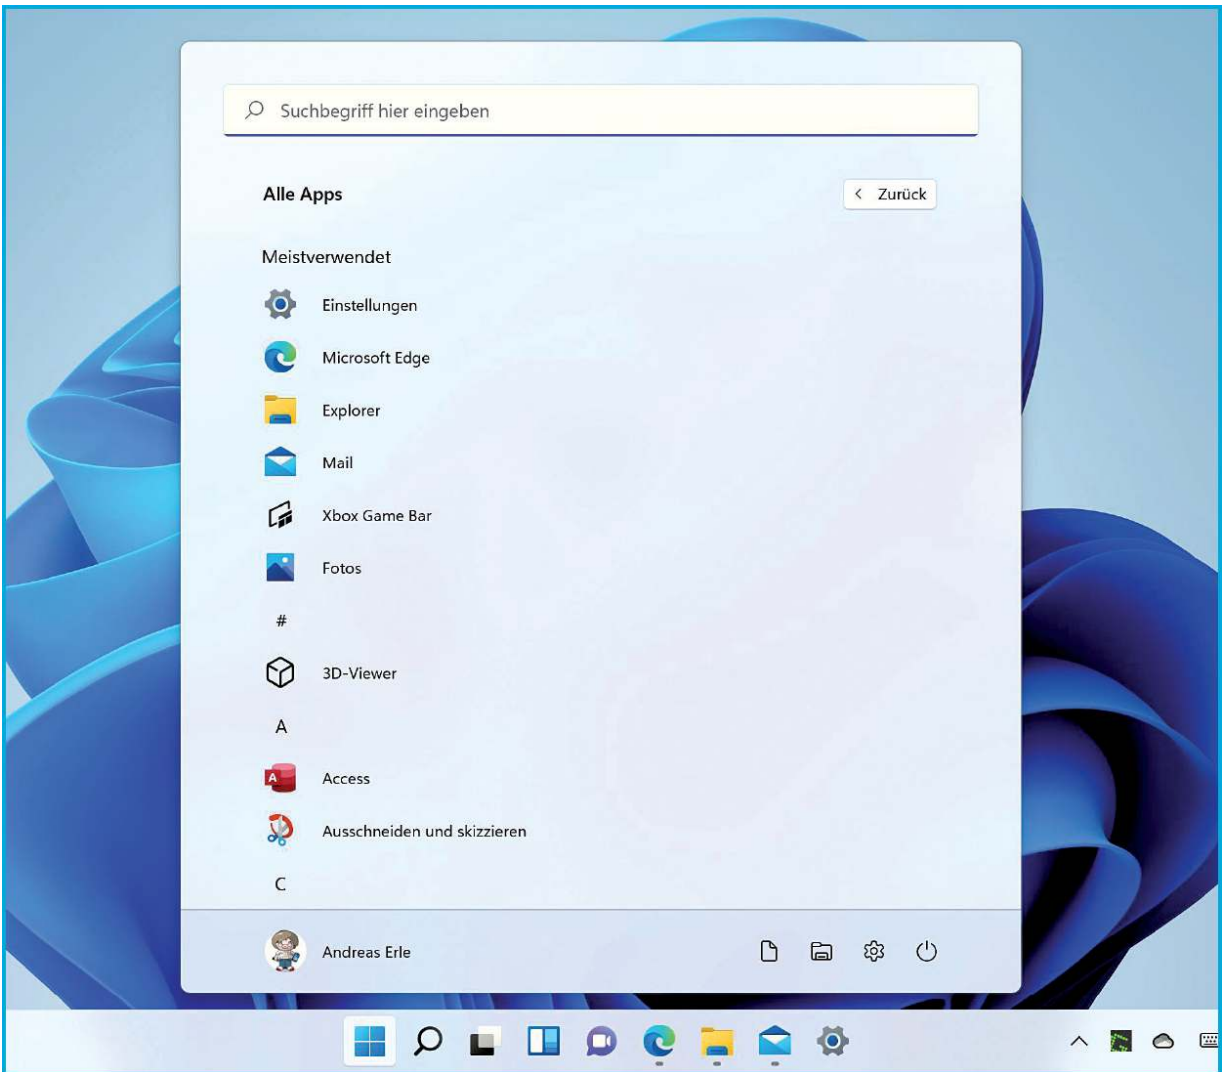 Suchbegriff hier eingeben
Alle Apps
Zurück
Meistverwendet
Einstellungen
Microsoft Edge
Explorer
Mail
Xbox Game Bar
Fotos
#
3D-Viewer
A
Access
Ausschneiden und skizzieren
C
Andreas Erle